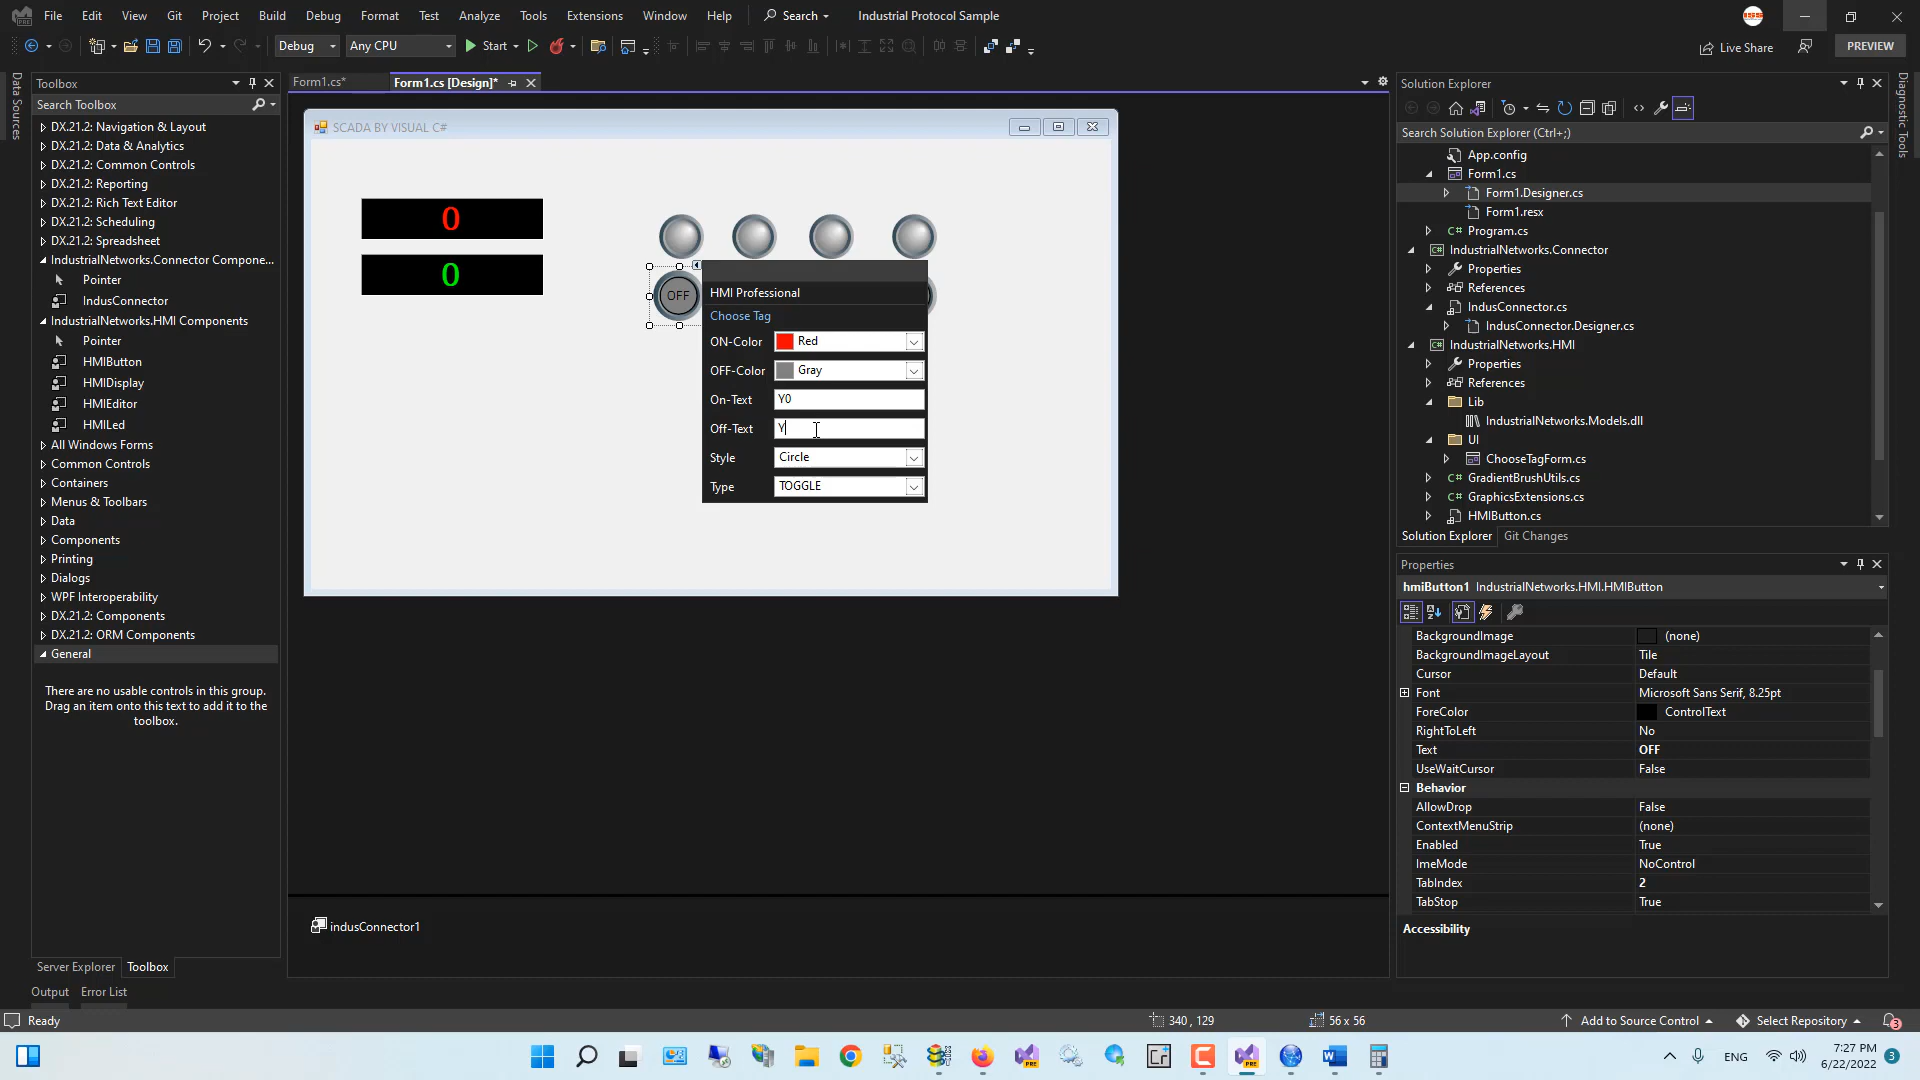 File Edit View Git Project Build Debug Format Test Analyze Tools Extensions Window Help Search Industrial Protocol Sample
Debug Any CPU Start Live Share PREVIEW
Data Sources
Toolbox
Search Toolbox
DX.21.2: Navigation & Layout
DX.21.2: Data & Analytics
DX.21.2: Common Controls
DX.21.2: Reporting
DX.21.2: Rich Text Editor
DX.21.2: Scheduling
DX.21.2: Spreadsheet
IndustrialNetworks.Connector Compone...
Pointer
IndusConnector
IndustrialNetworks.HMI Components
Pointer
HMIButton
HMIDisplay
HMIEditor
HMILed
All Windows Forms
Common Controls
Containers
Menus & Toolbars
Data
Components
Printing
Dialogs
WPF Interoperability
DX.21.2: Components
DX.21.2: ORM Components
General
There are no usable controls in this group.
Drag an item onto this text to add it to the
toolbox.
Server Explorer Toolbox
Output Error List
Form1.cs* Form1.cs [Design]*
SCADA BY VISUAL C#
0
0
OFF
HMI Professional
Choose Tag
ON-Color Red
OFF-Color Gray
On-Text Y0
Off-Text Y
Style Circle
Type TOGGLE
indusConnector1
Solution Explorer
Search Solution Explorer (Ctrl+;)
App.config
Form1.cs
Form1.Designer.cs
Form1.resx
Program.cs
IndustrialNetworks.Connector
Properties
References
IndusConnector.cs
IndusConnector.Designer.cs
IndustrialNetworks.HMI
Properties
References
Lib
IndustrialNetworks.Models.dll
UI
ChooseTagForm.cs
GradientBrushUtils.cs
GraphicsExtensions.cs
HMIButton.cs
Solution Explorer Git Changes
Diagnostic Tools
Properties
hmiButton1 IndustrialNetworks.HMI.HMIButton
BackgroundImage (none)
BackgroundImageLayout Tile
Cursor Default
Font Microsoft Sans Serif, 8.25pt
ForeColor ControlText
RightToLeft No
Text OFF
UseWaitCursor False
Behavior
AllowDrop False
ContextMenuStrip (none)
Enabled True
ImeMode NoControl
TabIndex 2
TabStop True
Accessibility
Ready 340 , 129 56 x 56 Add to Source Control Select Repository 3
ENG 7:27 PM 3
6/22/2022